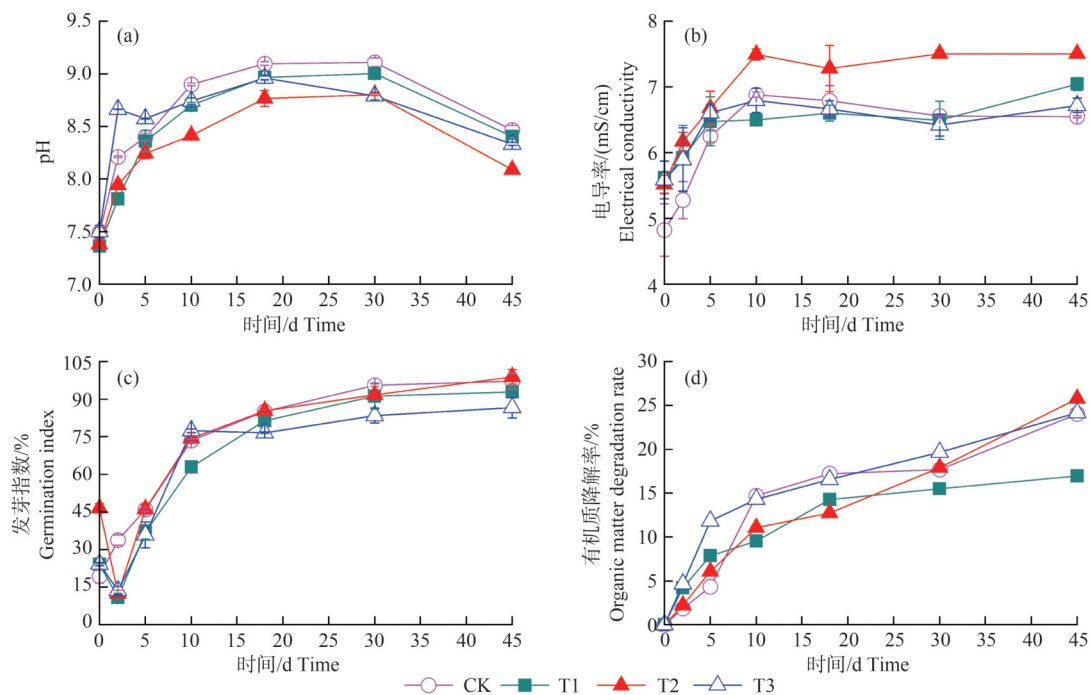 (a)
pH
9.5
9.0
8.5
8.0
7.5
7.0
0 5 10 15 20 25 30 35 40 45
时间/d Time
(b)
电导率/(mS/cm)
Electrical conductivity
8
7
6
5
4
0 5 10 15 20 25 30 35 40 45
时间/d Time
(c)
发芽指数/%
Germination index
105
90
75
60
45
30
15
0
0 5 10 15 20 25 30 35 40 45
时间/d Time
(d)
有机质降解率/%
Organic matter degradation rate
30
25
20
15
10
5
0
0 5 10 15 20 25 30 35 40 45
时间/d Time
CK T1 T2 T3